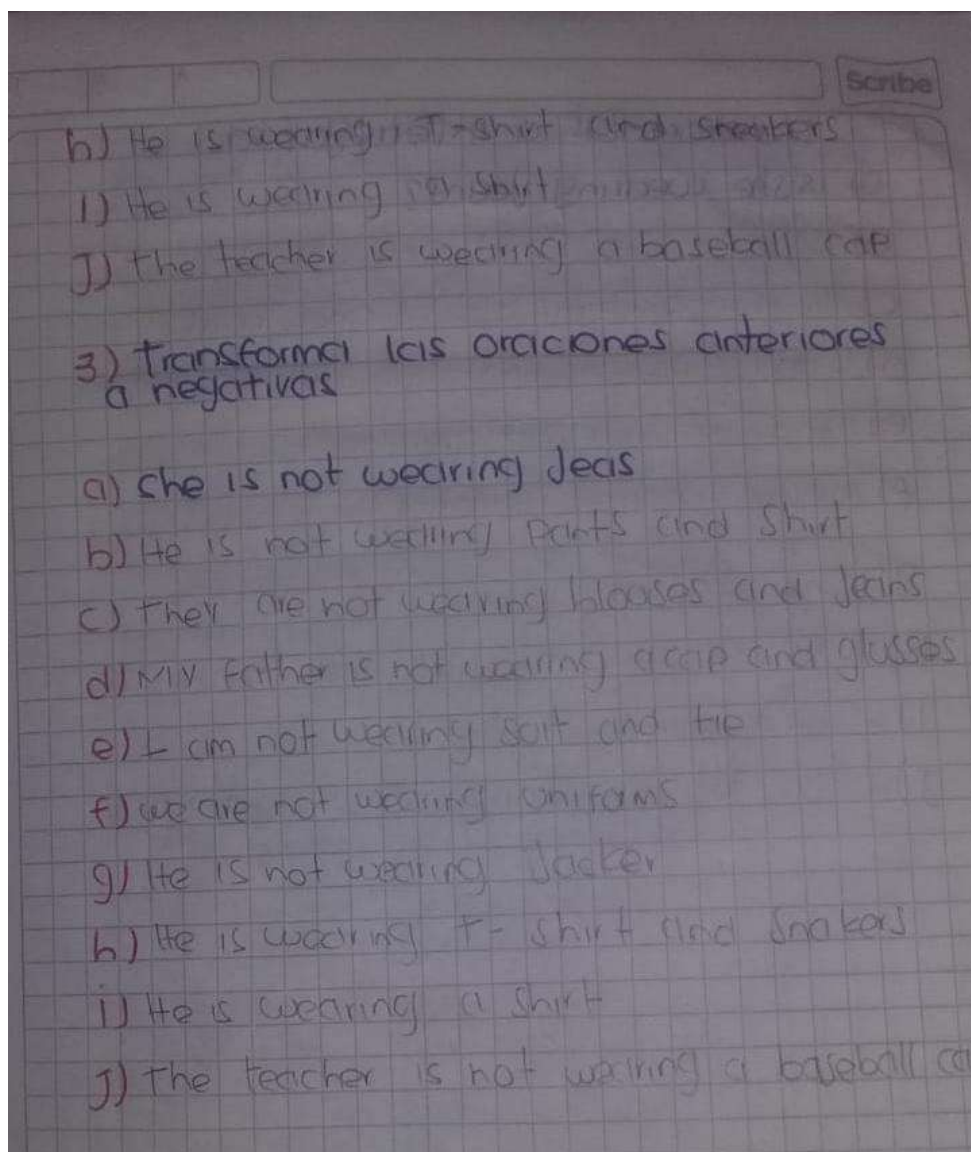 Scribe
h) He is wearing T-shirt and sneakers
i) He is wearing a shirt
J) the teacher is wearing a baseball cap
3) Transforma las oraciones anteriores
a negativas
a) she is not wearing Jeas
b) He is not wearing pants and Shirt
c) They are not wearing blouses and Jeans
d) My Father is not wearing a cap and glasses
e) I am not wearing suit and tie
f) we are not wearing uniforms
g) He is not wearing Jacket
h) He is wearing T-shirt and Snakers
i) He is wearing a shirt
J) the teacher is not wearing a baseball ca